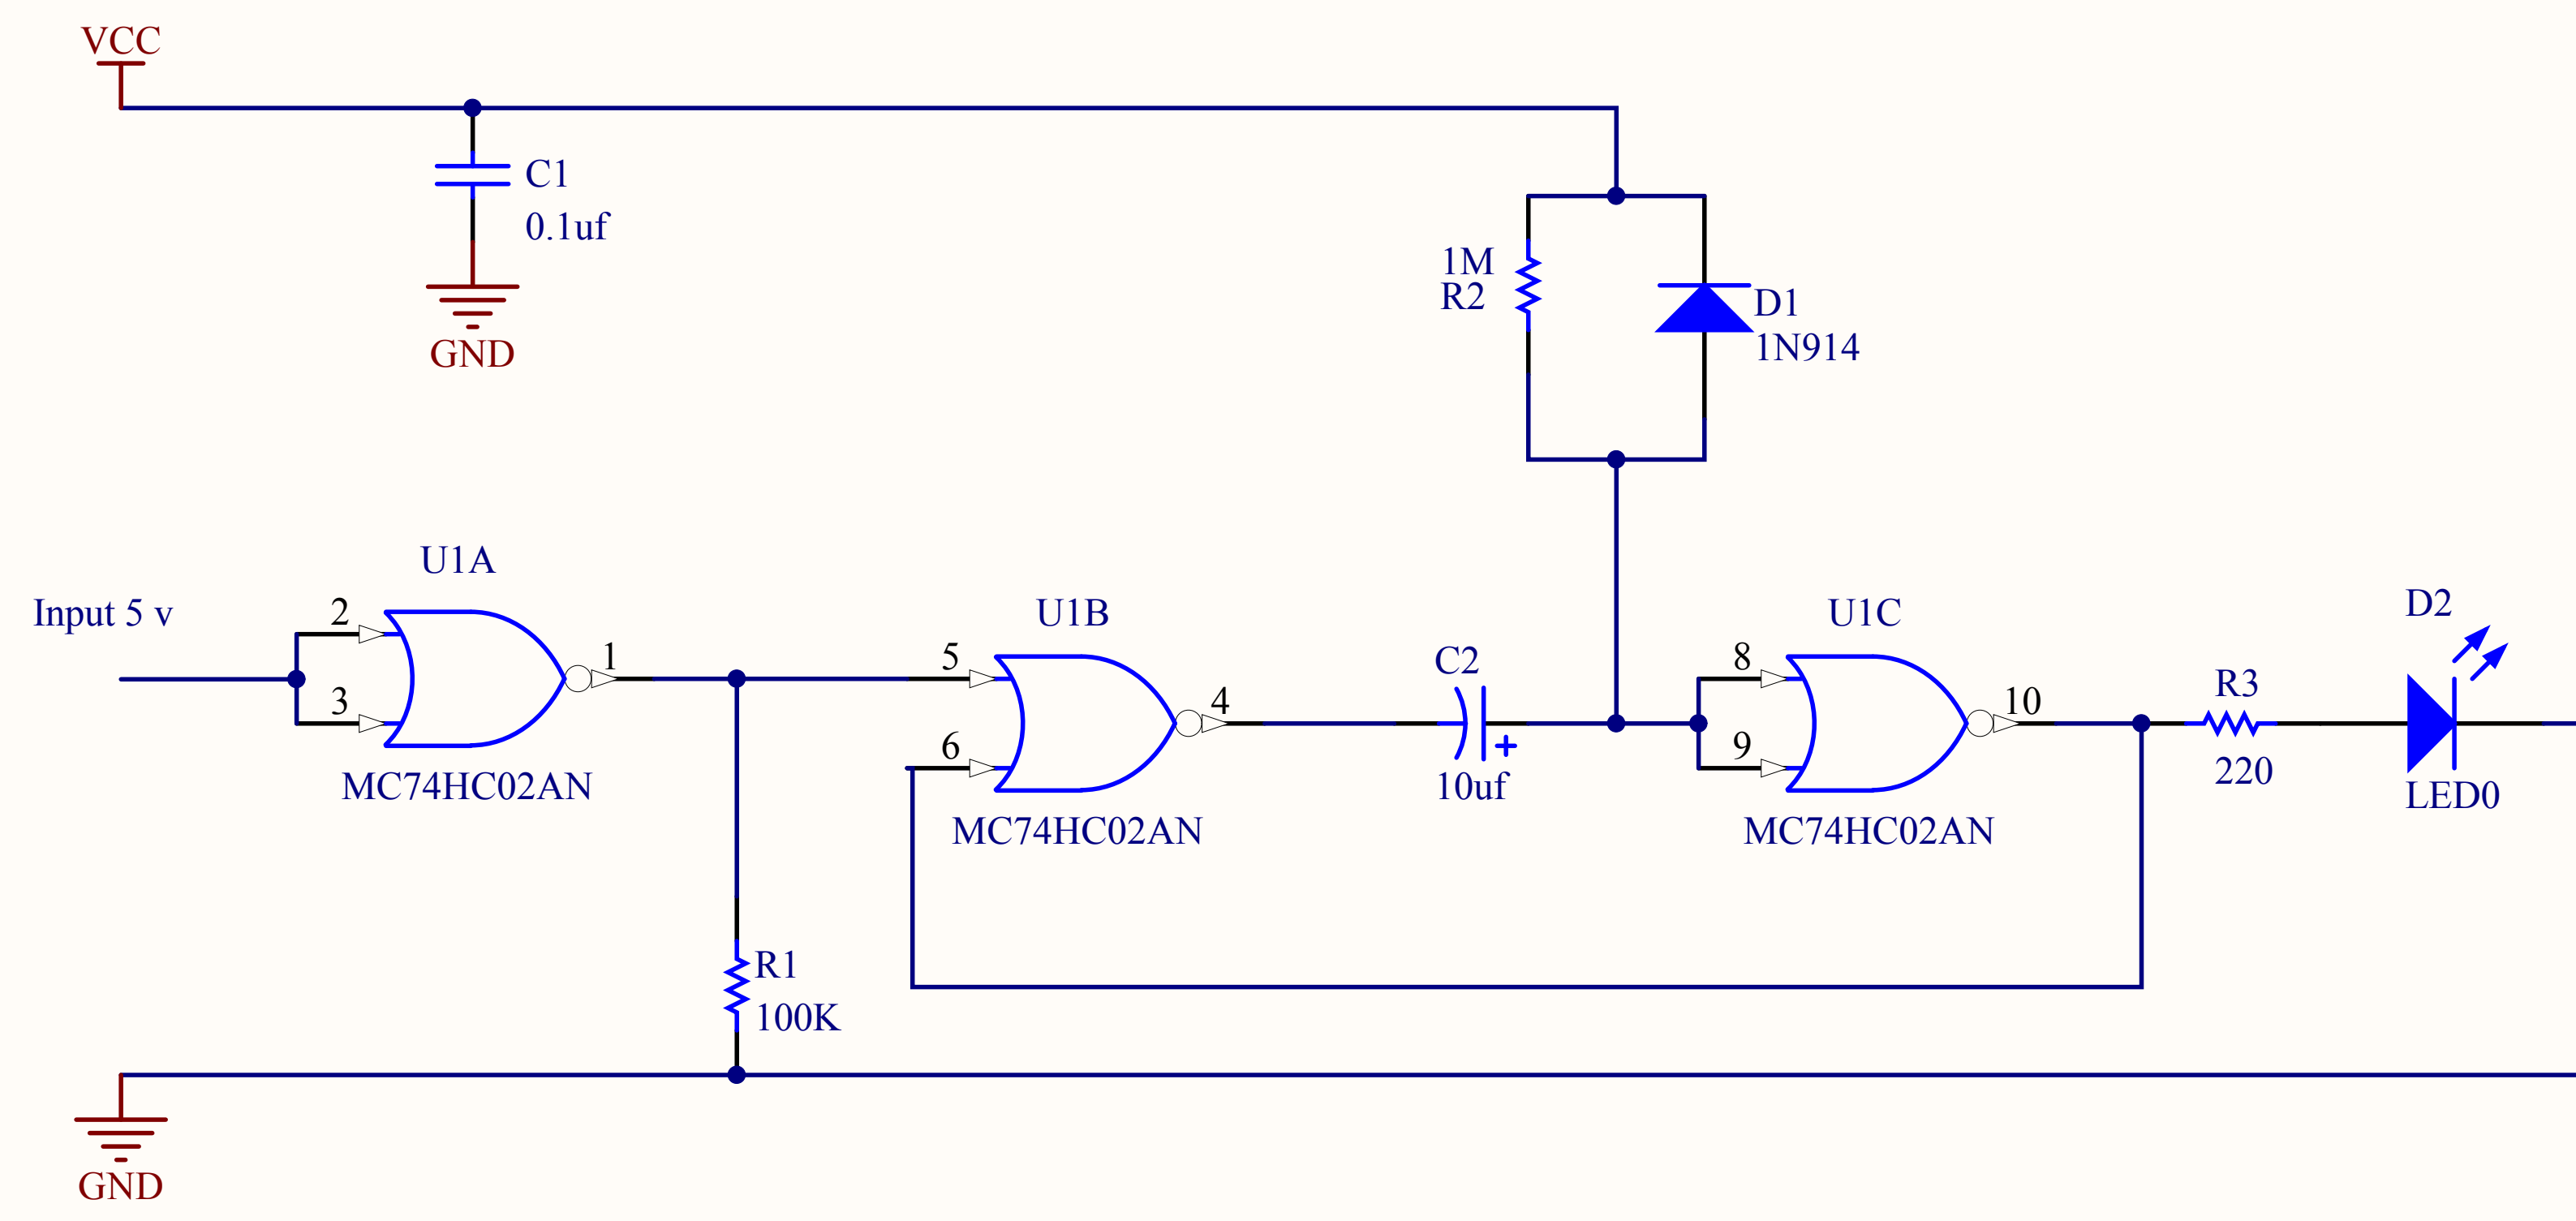 VCC
C1
0.1uf
GND
1M
R2
D1
1N914
U1A
Input 5 v
2
3
1
MC74HC02AN
U1B
5
6
4
MC74HC02AN
C2
10uf
U1C
8
9
10
MC74HC02AN
R3
220
D2
LED0
R1
100K
GND